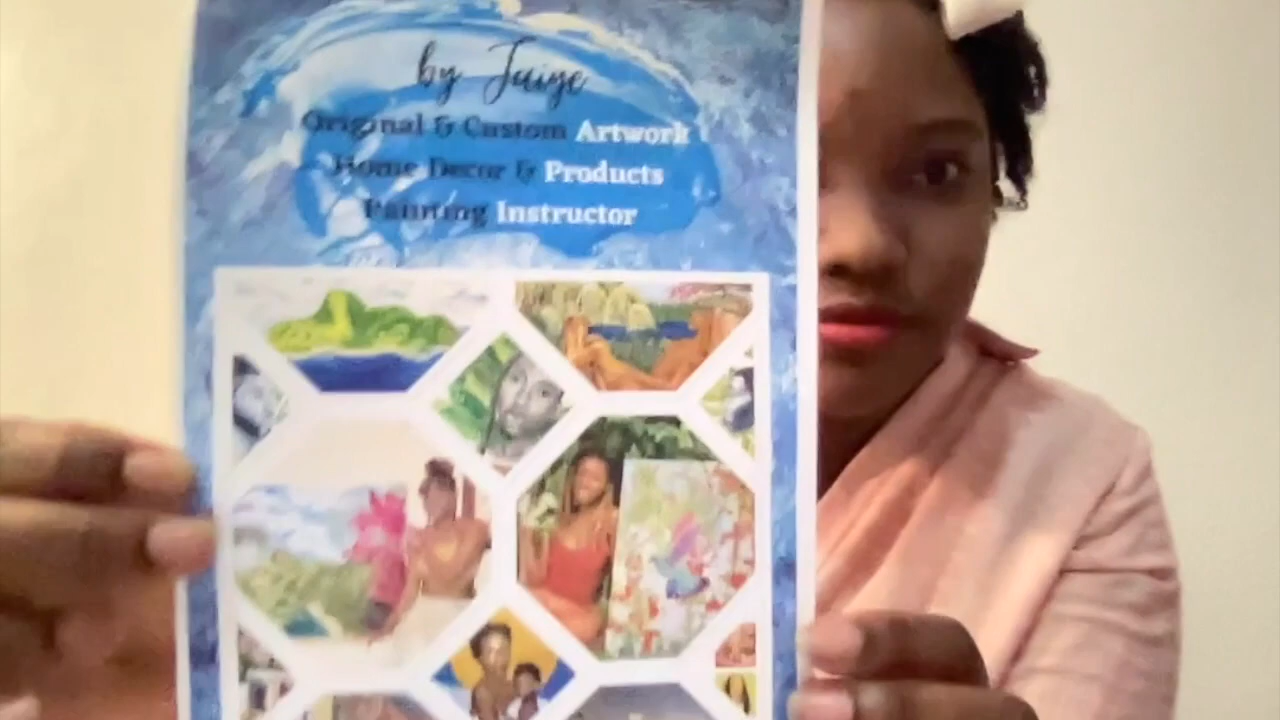 by Jaiye
Original & Custom Artwork
Home Decor & Products
Painting Instructor